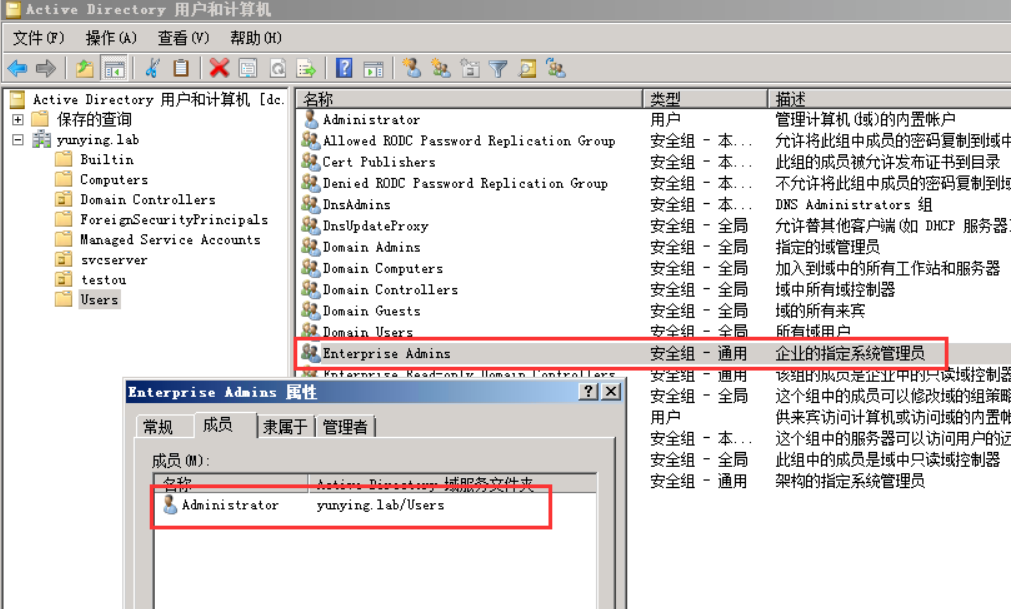 Active Directory 用户和计算机
文件(F) 操作(A) 查看(V) 帮助(H)
Active Directory 用户和计算机 [dc.
保存的查询
yunying.lab
Builtin
Computers
Domain Controllers
ForeignSecurityPrincipals
Managed Service Accounts
svcserver
testou
Users
名称 类型 描述
Administrator 用户 管理计算机(域)的内置帐户
Allowed RODC Password Replication Group 安全组 - 本... 允许将此组中成员的密码复制到域中
Cert Publishers 安全组 - 本... 此组的成员被允许发布证书到目录
Denied RODC Password Replication Group 安全组 - 本... 不允许将此组中成员的密码复制到域
DnsAdmins 安全组 - 本... DNS Administrators 组
DnsUpdateProxy 安全组 - 全局 允许替其他客户端(如 DHCP 服务器)
Domain Admins 安全组 - 全局 指定的域管理员
Domain Computers 安全组 - 全局 加入到域中的所有工作站和服务器
Domain Controllers 安全组 - 全局 域中所有域控制器
Domain Guests 安全组 - 全局 域的所有来宾
Domain Users 安全组 - 全局 所有域用户
Enterprise Admins 安全组 - 通用 企业的指定系统管理员
Enterprise Read-only Domain Controllers 安全组 - 通用 该组的成员是企业中的只读域控制器
安全组 - 全局 这个组中的成员可以修改域的组策略
用户 供来宾访问计算机或访问域的内置帐
安全组 - 本... 这个组中的服务器可以访问用户的远
安全组 - 全局 此组中的成员是域中只读域控制器
安全组 - 通用 架构的指定系统管理员
Enterprise Admins 属性
常规 成员 隶属于 管理者
成员(M):
名称 Active Directory 域服务文件夹
Administrator yunying.lab/Users